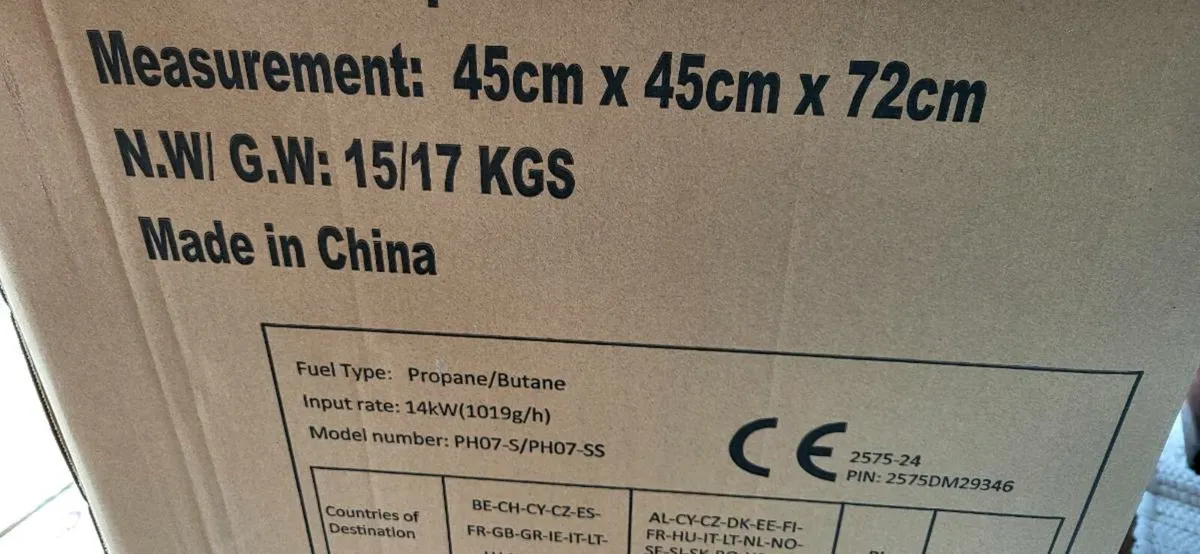 Measurement: 45cm x 45cm x 72cm
N.W/ G.W: 15/17 KGS
Made in China
Fuel Type: Propane/Butane
Input rate: 14kW(1019g/h)
Model number: PH07-S/PH07-SS
CE 2575-24
PIN: 2575DM29346
Countries of
Destination
BE-CH-CY-CZ-ES-
FR-GB-GR-IE-IT-LT-
AL-CY-CZ-DK-EE-FI-
FR-HU-IT-LT-NL-NO-